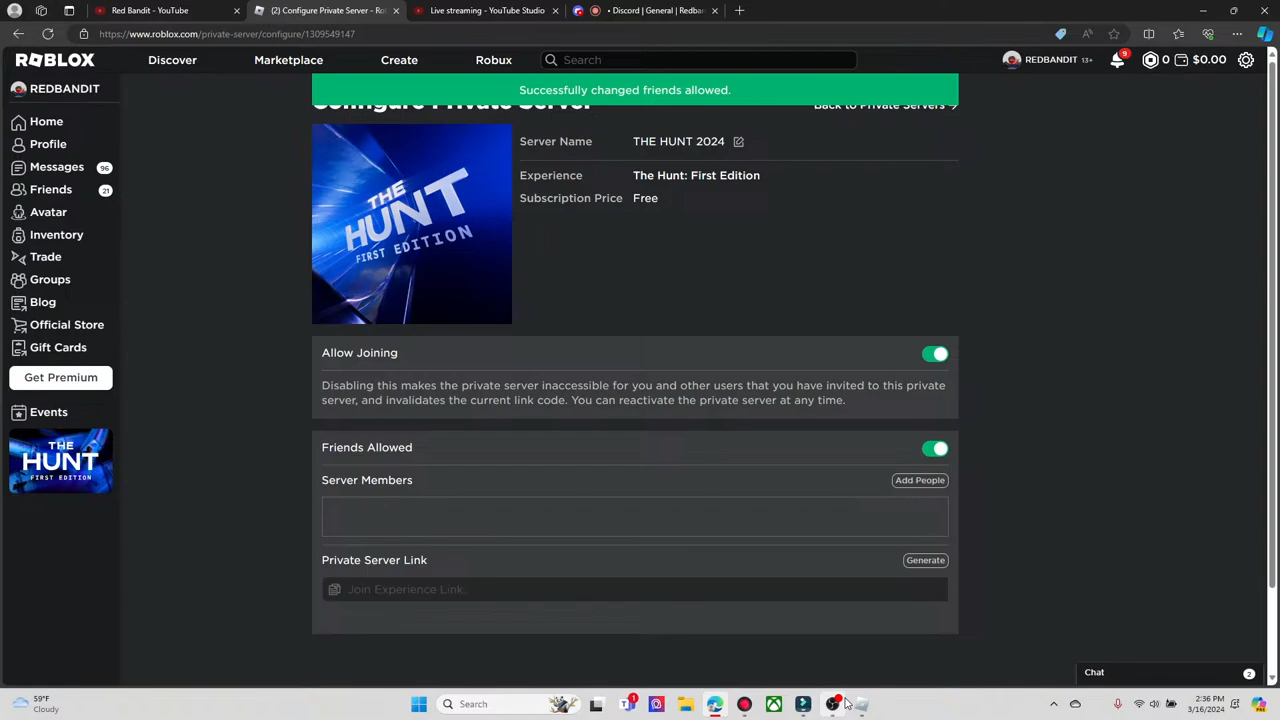 Red Bandit - YouTube
(2) Configure Private Server - Ro
Live streaming - YouTube Studio
• Discord | General | Redba
https://www.roblox.com/private-server/configure/1309549147
ROBLOX
Discover
Marketplace
Create
Robux
Search
REDBANDIT 13+
9
0
$0.00
REDBANDIT
Home
Profile
Messages
96
Friends
21
Avatar
Inventory
Trade
Groups
Blog
Official Store
Gift Cards
Get Premium
Events
THE
HUNT
FIRST EDITION
Successfully changed friends allowed.
Configure Private Server
Back to Private Servers
THE
HUNT
FIRST EDITION
Server Name
THE HUNT 2024
Experience
The Hunt: First Edition
Subscription Price
Free
Allow Joining
Disabling this makes the private server inaccessible for you and other users that you have invited to this private
server, and invalidates the current link code. You can reactivate the private server at any time.
Friends Allowed
Server Members
Add People
Private Server Link
Generate
Join Experience Link.
Chat
2
59°F
Cloudy
Search
1
2:36 PM
3/16/2024